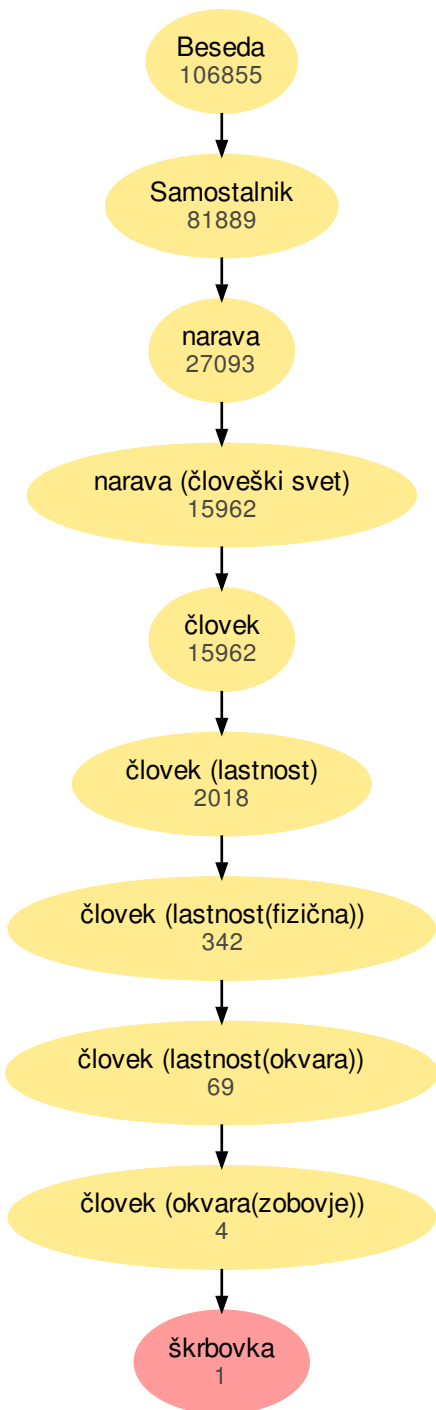 Beseda
106855
Samostalnik
81889
narava
27093
narava (človeški svet)
15962
človek
15962
človek (lastnost)
2018
človek (lastnost(fizična))
342
človek (lastnost(okvara)
69
človek (okvara(zobovje))
4
škrbovka
1